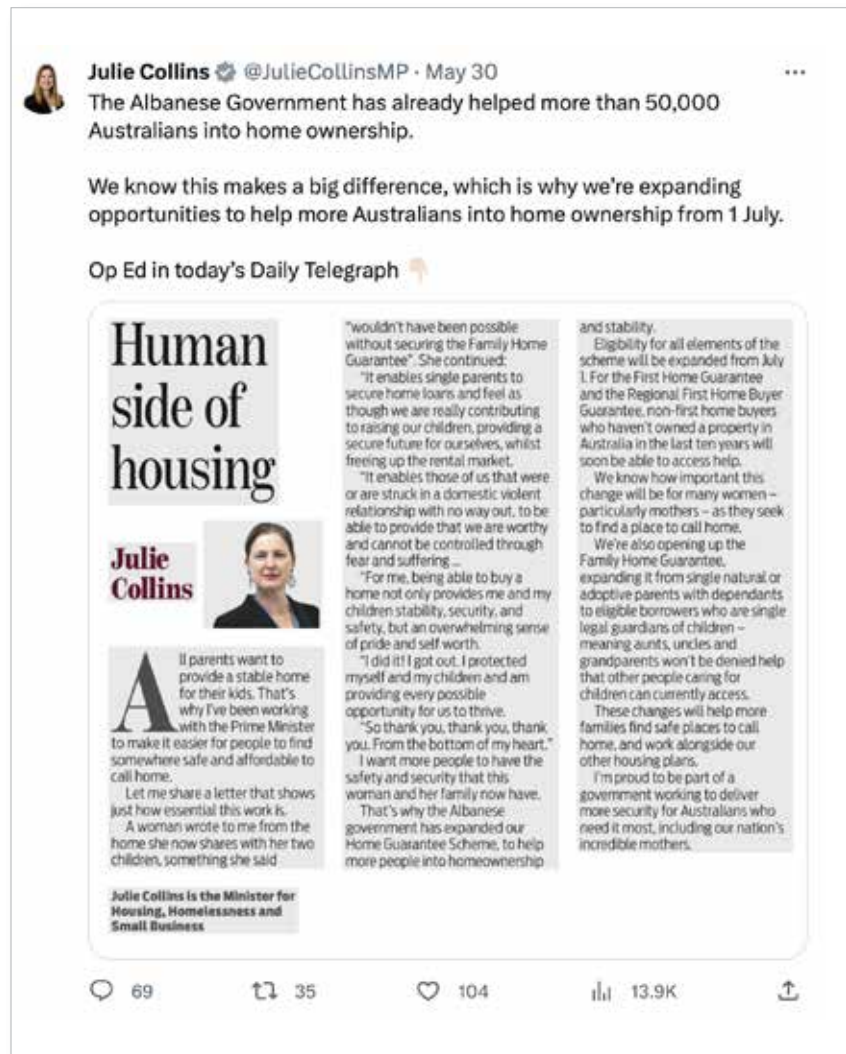 Julie Collins @JulieCollinsMP · May 30
The Albanese Government has already helped more than 50,000
Australians into home ownership.
We know this makes a big difference, which is why we're expanding
opportunities to help more Australians into home ownership from 1 July.
Op Ed in today's Daily Telegraph
Human
side of
housing
Julie
Collins
All parents want to
provide a stable home
for their kids. That's
why I've been working
with the Prime Minister
to make it easier for people to find
somewhere safe and affordable to
call home.
Let me share a letter that shows
just how essential this work is.
A woman wrote to me from the
home she now shares with her two
children, something she said
"wouldn't have been possible
without securing the Family Home
Guarantee". She continued:
"It enables single parents to
secure home loans and feel as
though we are really contributing
to raising our children, providing a
secure future for ourselves, whilst
freeing up the rental market.
"It enables those of us that were
or are struck in a domestic violent
relationship with no way out, to be
able to provide that we are worthy
and cannot be controlled through
fear and suffering ...
"For me, being able to buy a
home not only provides me and my
children stability, security, and
safety, but an overwhelming sense
of pride and self worth.
"I did it! I got out. I protected
myself and my children and am
providing every possible
opportunity for us to thrive.
"So thank you, thank you, thank
you. From the bottom of my heart."
I want more people to have the
safety and security that this
woman and her family now have.
That's why the Albanese
government has expanded our
Home Guarantee Scheme, to help
more people into homeownership
and stability.
Eligibility for all elements of the
scheme will be expanded from July
1. For the First Home Guarantee
and the Regional First Home Buyer
Guarantee, non-first home buyers
who haven't owned a property in
Australia in the last ten years will
soon be able to access help.
We know how important this
change will be for many women –
particularly mothers – as they seek
to find a place to call home.
We're also opening up the
Family Home Guarantee,
expanding it from single natural or
adoptive parents with dependants
to eligible borrowers who are single
legal guardians of children –
meaning aunts, uncles and
grandparents won't be denied help
that other people caring for
children can currently access.
These changes will help more
families find safe places to call
home, and work alongside our
other housing plans.
I'm proud to be part of a
government working to deliver
more security for Australians who
need it most, including our nation's
incredible mothers.
Julie Collins is the Minister for
Housing, Homelessness and
Small Business
69 35 104 13.9K